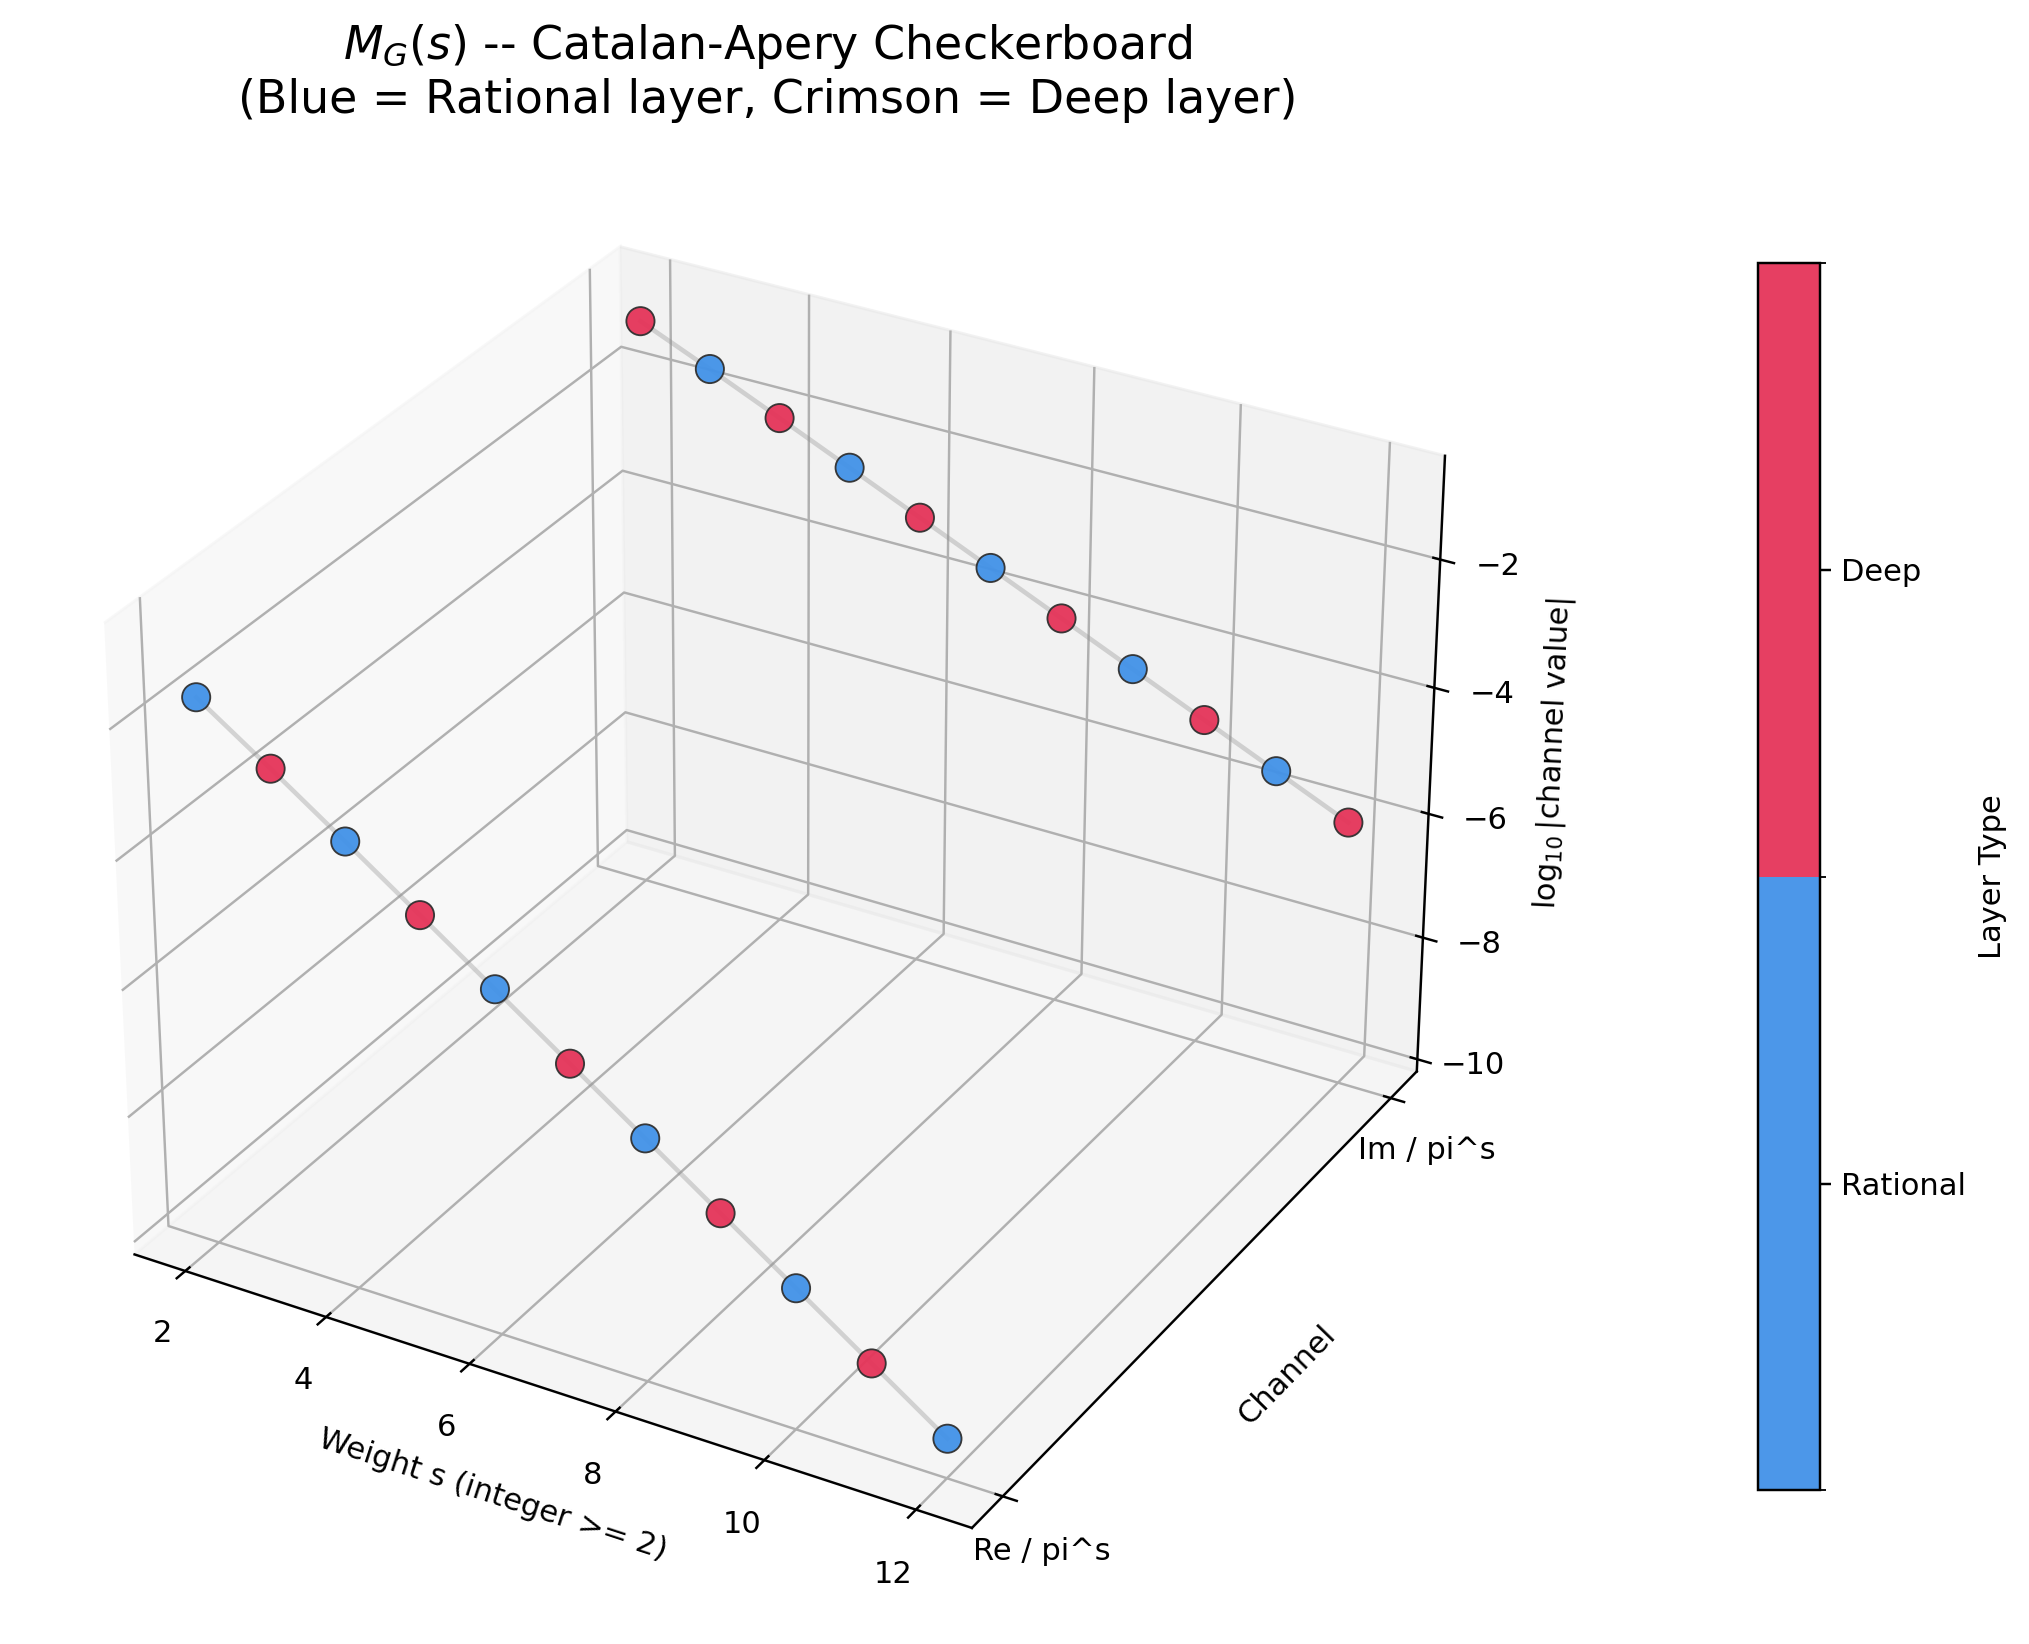 M_G(s) -- Catalan-Apery Checkerboard
(Blue = Rational layer, Crimson = Deep layer)
−2
−4
−6
−8
−10
log₁₀|channel value|
Im / pi^s
Re / pi^s
Channel
2
4
6
8
10
12
Weight s (integer >= 2)
Deep
Rational
Layer Type